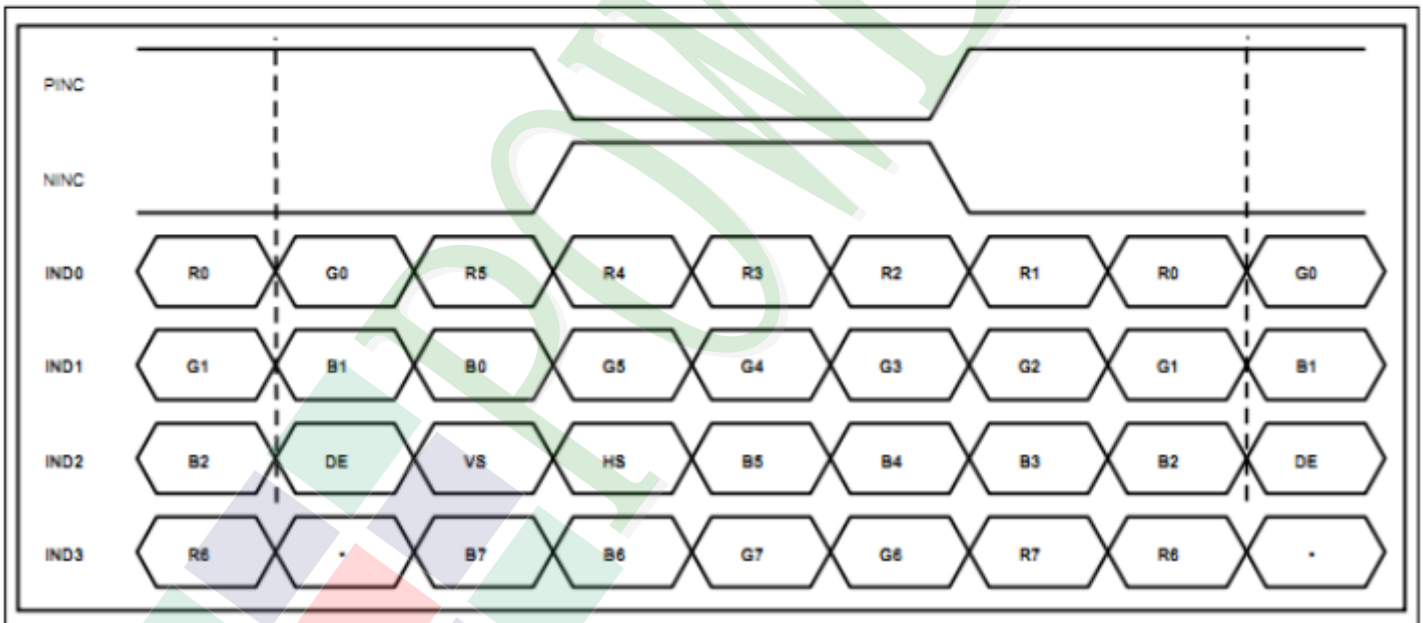 PINC
NINC
IND0 R0 G0 R5 R4 R3 R2 R1 R0 G0
IND1 G1 B1 B0 G5 G4 G3 G2 G1 B1
IND2 B2 DE VS HS B5 B4 B3 B2 DE
IND3 R6 - B7 B6 G7 G6 R7 R6 -
POWE